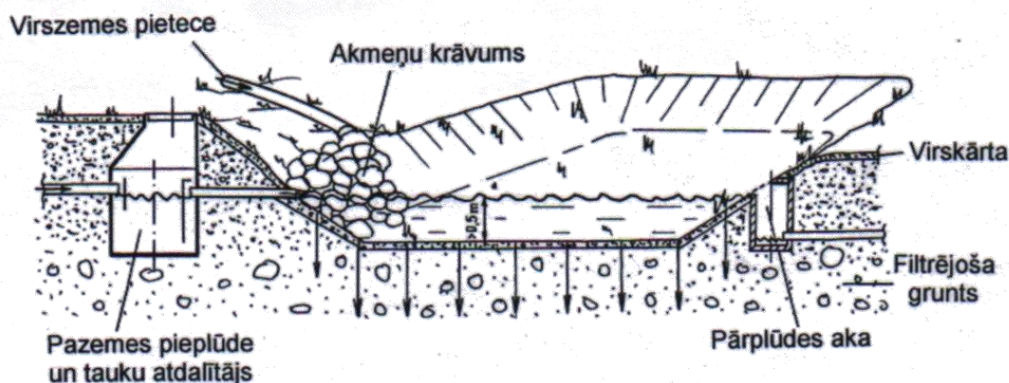 Virszemes pietece
Akmeņu krāvums
Virskārta
>0,5m
Filtrējoša
grunts
Pazemes pieplūde
un tauku atdalītājs
Pārplūdes aka